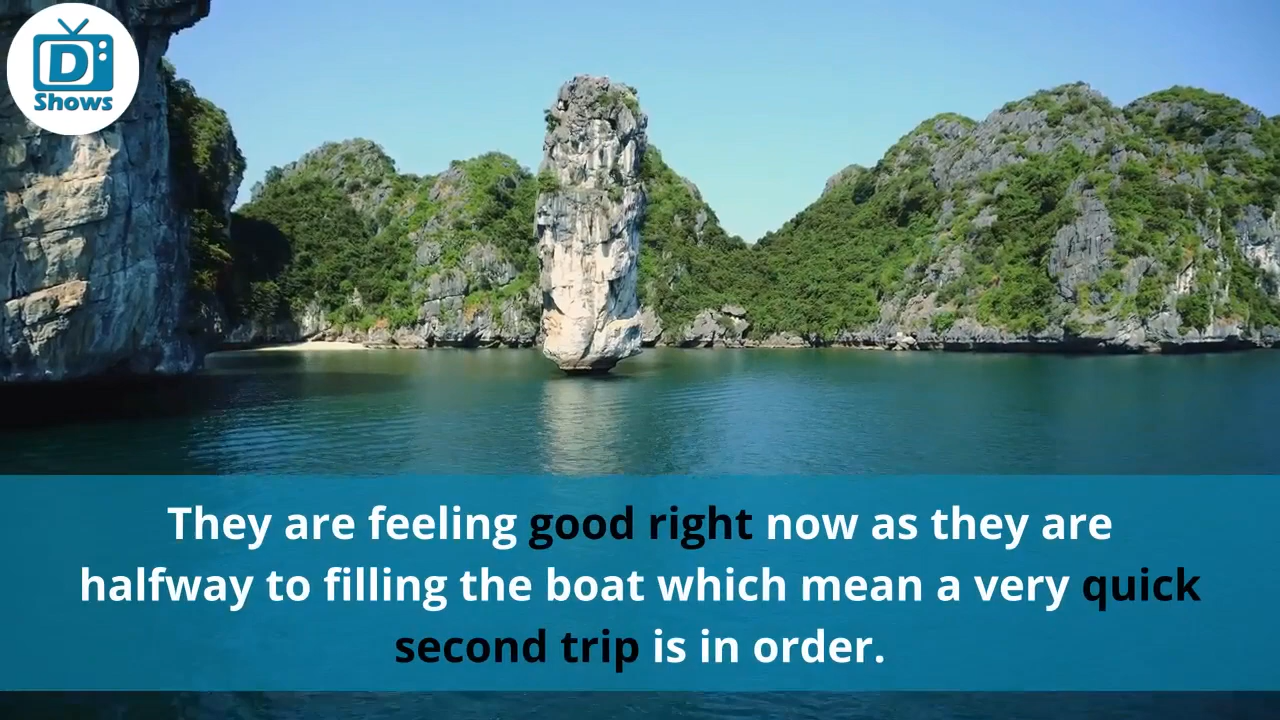 D
Shows
They are feeling good right now as they are
halfway to filling the boat which mean a very quick
second trip is in order.